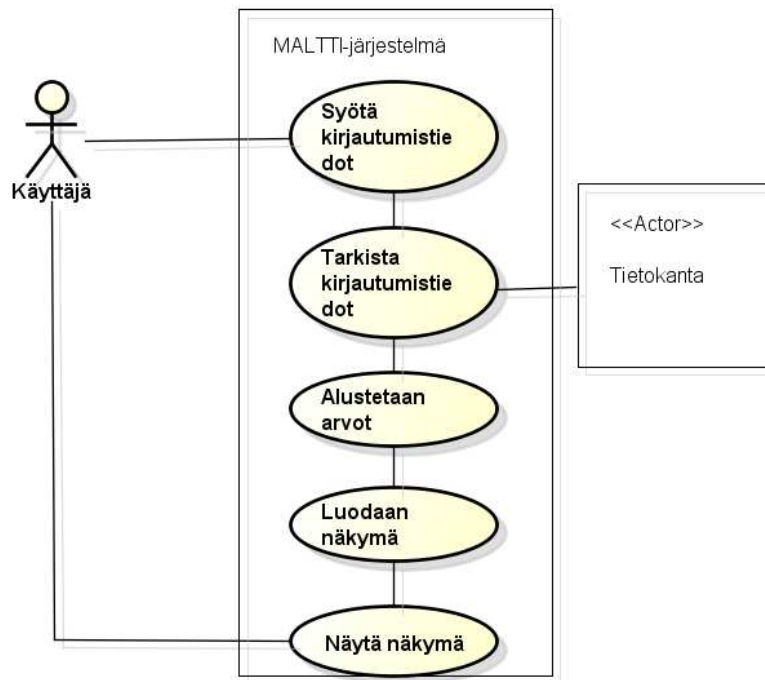 MALTTI-järjestelmä
Syötä
kirjautumistie
dot
Käyttäjä
<<Actor>>
Tietokanta
Tarkista
kirjautumistie
dot
Alustetaan
arvot
Luodaan
näkymä
Näytä näkymä